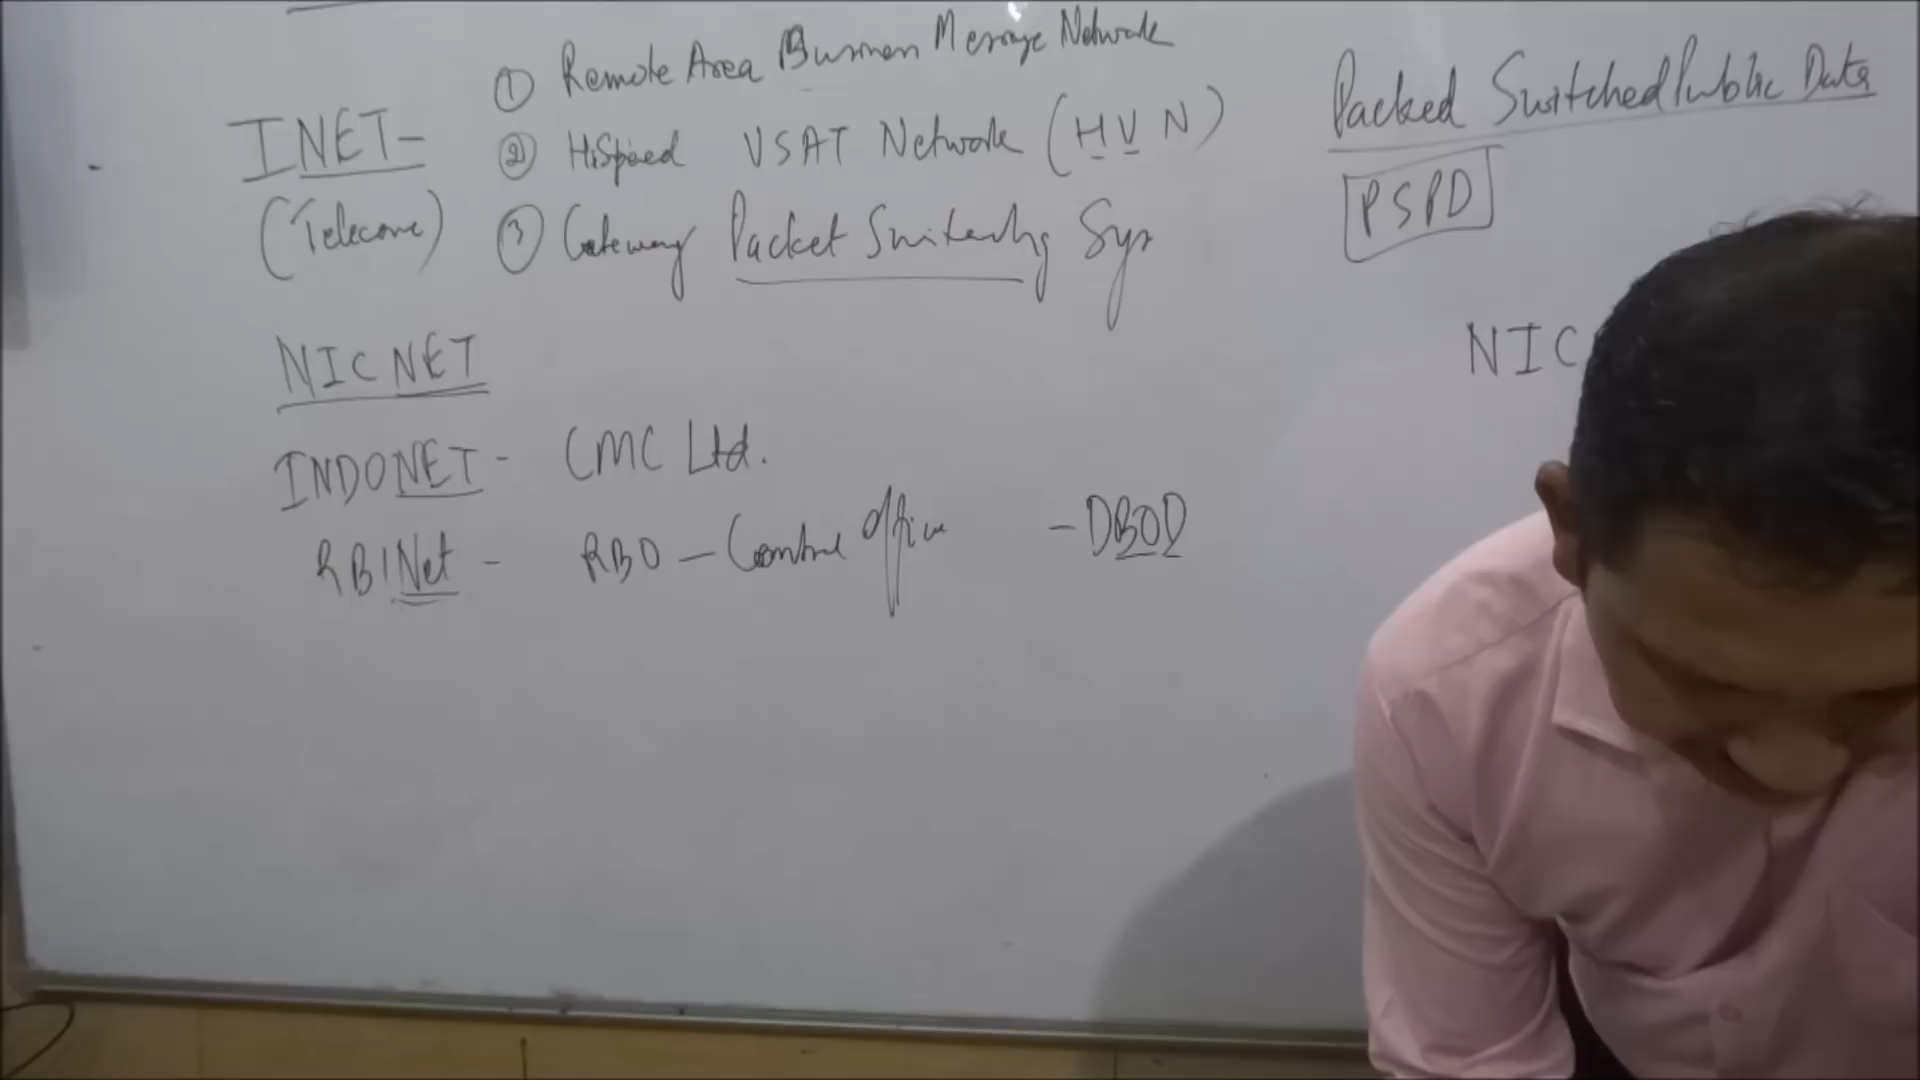 ① Remote Area Business Message Network
INET- ② HiSpeed VSAT Network (HVN)
(Telecom) ③ Gateway Packet Switching Sys
Packed Switched Public Data
PSPD
NICNET
NIC
INDONET - CMC Ltd.
RBINet - RBO - Central Office - DBOD